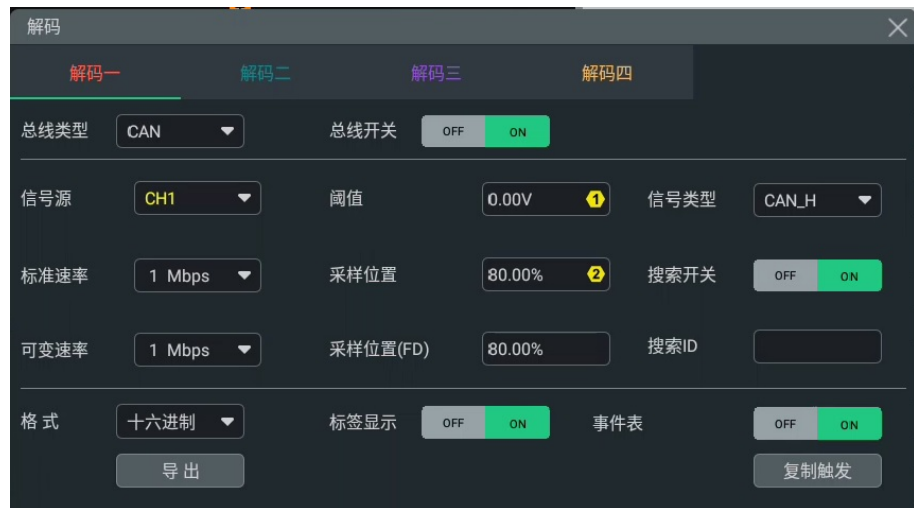 解码
解码一 解码二 解码三 解码四
总线类型 CAN 总线开关 OFF ON
信号源 CH1 阈值 0.00V 1 信号类型 CAN_H
标准速率 1 Mbps 采样位置 80.00% 2 搜索开关 OFF ON
可变速率 1 Mbps 采样位置(FD) 80.00% 搜索ID
格 式 十六进制 标签显示 OFF ON 事件表 OFF ON
导 出 复制触发